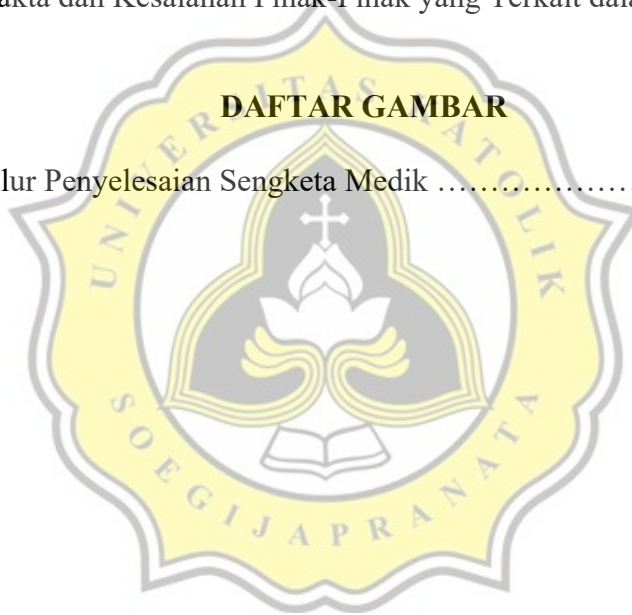 akta dan Kesalahan Pihak-Pihak yang Terkait dala
DAFTAR GAMBAR
lur Penyelesaian Sengketa Medik …………………
UNIVERSITAS KATOLIK
SOEGIJAPRANATA